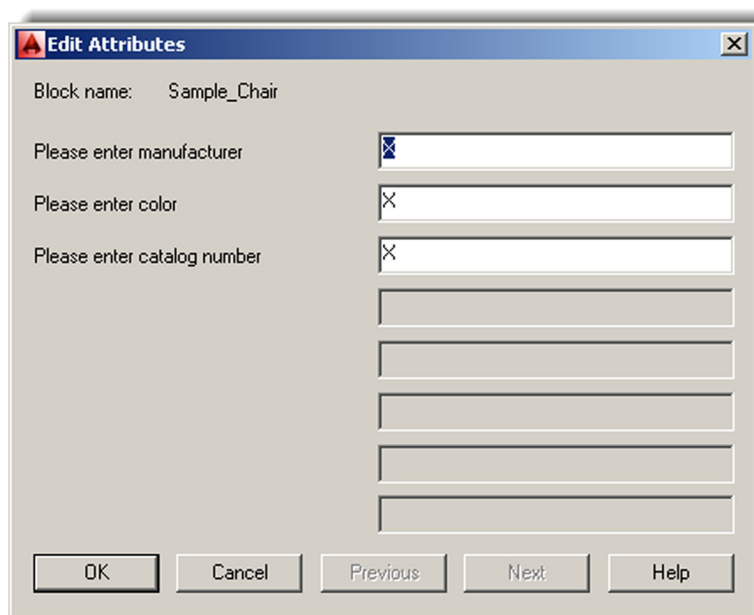 Edit Attributes
Block name: Sample_Chair
Please enter manufacturer X
Please enter color X
Please enter catalog number X
OK Cancel Previous Next Help